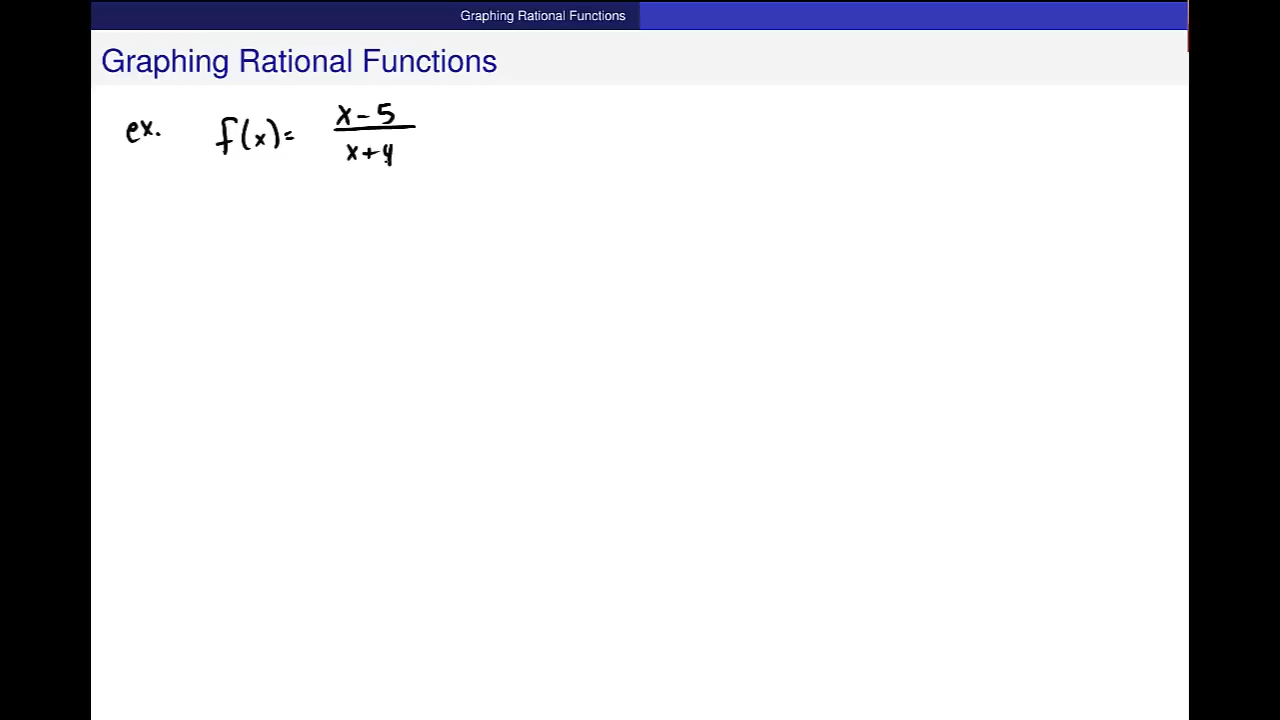 Graphing Rational Functions
Graphing Rational Functions
ex. f(x)= x-5
x+4